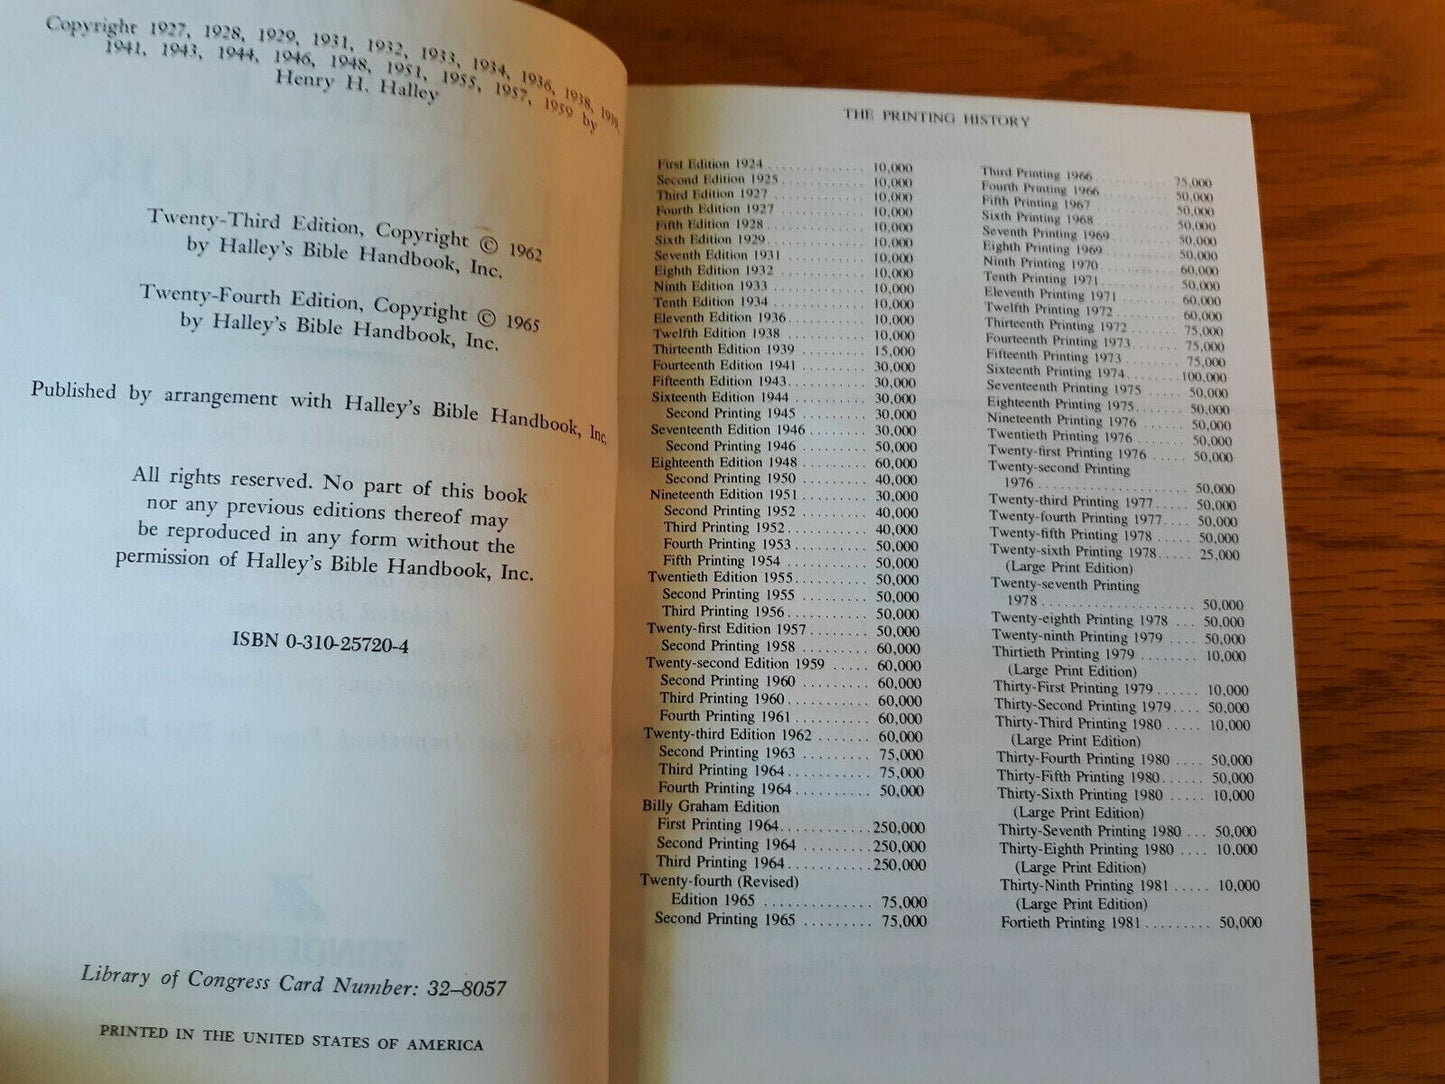 Copyright 1927, 1928, 1929, 1931, 1932, 1933, 1934, 1936, 1938, 1939,
1941, 1943, 1944, 1946, 1948, 1951, 1955, 1957, 1959 by
Henry H. Halley
Twenty-Third Edition, Copyright © 1962
by Halley's Bible Handbook, Inc.
Twenty-Fourth Edition, Copyright © 1965
by Halley's Bible Handbook, Inc.
Published by arrangement with Halley's Bible Handbook, Inc.
All rights reserved. No part of this book
nor any previous editions thereof may
be reproduced in any form without the
permission of Halley's Bible Handbook, Inc.
ISBN 0-310-25720-4
Library of Congress Card Number: 32-8057
PRINTED IN THE UNITED STATES OF AMERICA
THE PRINTING HISTORY
First Edition 1924 . . . . . . . . . . . . . 10,000
Second Edition 1925 . . . . . . . . . . . 10,000
Third Edition 1927 . . . . . . . . . . . . 10,000
Fourth Edition 1927 . . . . . . . . . . . 10,000
Fifth Edition 1928 . . . . . . . . . . . . . 10,000
Sixth Edition 1929. . . . . . . . . . . . . 10,000
Seventh Edition 1931 . . . . . . . . . . 10,000
Eighth Edition 1932 . . . . . . . . . . . 10,000
Ninth Edition 1933 . . . . . . . . . . . . 10,000
Tenth Edition 1934 . . . . . . . . . . . . 10,000
Eleventh Edition 1936. . . . . . . . . . 10,000
Twelfth Edition 1938 . . . . . . . . . . 10,000
Thirteenth Edition 1939 . . . . . . . . 15,000
Fourteenth Edition 1941 . . . . . . . . 30,000
Fifteenth Edition 1943. . . . . . . . . . 30,000
Sixteenth Edition 1944 . . . . . . . . . 30,000
Second Printing 1945 . . . . . . . . . 30,000
Seventeenth Edition 1946 . . . . . . . 30,000
Second Printing 1946 . . . . . . . . . 50,000
Eighteenth Edition 1948 . . . . . . . . 60,000
Second Printing 1950 . . . . . . . . . 40,000
Nineteenth Edition 1951 . . . . . . . . 30,000
Second Printing 1952 . . . . . . . . . 40,000
Third Printing 1952. . . . . . . . . . . 40,000
Fourth Printing 1953 . . . . . . . . . 50,000
Fifth Printing 1954 . . . . . . . . . . . 50,000
Twentieth Edition 1955. . . . . . . . . 50,000
Second Printing 1955 . . . . . . . . . 50,000
Third Printing 1956. . . . . . . . . . . 50,000
Twenty-first Edition 1957 . . . . . . . 50,000
Second Printing 1958 . . . . . . . . . 60,000
Twenty-second Edition 1959 . . . . . 60,000
Second Printing 1960 . . . . . . . . . 60,000
Third Printing 1960. . . . . . . . . . . 60,000
Fourth Printing 1961 . . . . . . . . . 60,000
Twenty-third Edition 1962 . . . . . . . 60,000
Second Printing 1963 . . . . . . . . . 75,000
Third Printing 1964. . . . . . . . . . . 75,000
Fourth Printing 1964 . . . . . . . . . 50,000
Billy Graham Edition
First Printing 1964. . . . . . . . . . . . 250,000
Second Printing 1964 . . . . . . . . . 250,000
Third Printing 1964. . . . . . . . . . . 250,000
Twenty-fourth (Revised)
Edition 1965 . . . . . . . . . . . . . . 75,000
Second Printing 1965 . . . . . . . . . 75,000
Third Printing 1966 . . . . . . . . . . 75,000
Fourth Printing 1966 . . . . . . . . . 50,000
Fifth Printing 1967 . . . . . . . . . . . 50,000
Sixth Printing 1968 . . . . . . . . . . . 50,000
Seventh Printing 1969 . . . . . . . . . 50,000
Eighth Printing 1969 . . . . . . . . . . 50,000
Ninth Printing 1970 . . . . . . . . . . . 60,000
Tenth Printing 1971. . . . . . . . . . . 50,000
Eleventh Printing 1971 . . . . . . . . 60,000
Twelfth Printing 1972 . . . . . . . . . 60,000
Thirteenth Printing 1972 . . . . . . . 75,000
Fourteenth Printing 1973. . . . . . . 75,000
Fifteenth Printing 1973 . . . . . . . . 75,000
Sixteenth Printing 1974. . . . . . . . 100,000
Seventeenth Printing 1975 . . . . . . 50,000
Eighteenth Printing 1975. . . . . . . 50,000
Nineteenth Printing 1976 . . . . . . . 50,000
Twentieth Printing 1976 . . . . . . . 50,000
Twenty-first Printing 1976 . . . . . 50,000
Twenty-second Printing
1976 . . . . . . . . . . . . . . . . . . . . 50,000
Twenty-third Printing 1977. . . . . 50,000
Twenty-fourth Printing 1977. . . . 50,000
Twenty-fifth Printing 1978 . . . . . 50,000
Twenty-sixth Printing 1978. . . . . 25,000
(Large Print Edition)
Twenty-seventh Printing
1978. . . . . . . . . . . . . . . . . . . . 50,000
Twenty-eighth Printing 1978 . . . 50,000
Twenty-ninth Printing 1979 . . . . 50,000
Thirtieth Printing 1979 . . . . . . . . 10,000
(Large Print Edition)
Thirty-First Printing 1979 . . . . . . 10,000
Thirty-Second Printing 1979. . . . 50,000
Thirty-Third Printing 1980 . . . . . 10,000
(Large Print Edition)
Thirty-Fourth Printing 1980 . . . . 50,000
Thirty-Fifth Printing 1980. . . . . . 50,000
Thirty-Sixth Printing 1980 . . . . . 10,000
(Large Print Edition)
Thirty-Seventh Printing 1980 . . . 50,000
Thirty-Eighth Printing 1980 . . . . 10,000
(Large Print Edition)
Thirty-Ninth Printing 1981 . . . . . 10,000
(Large Print Edition)
Fortieth Printing 1981 . . . . . . . . . 50,000